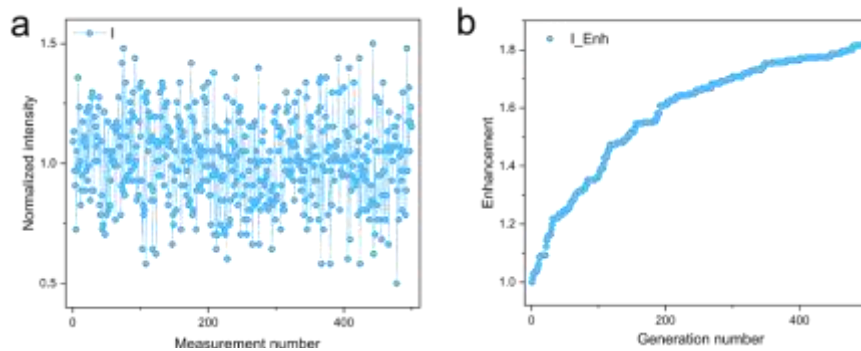 a
I
1.5
1.0
0.5
Normalized intensity
0
200
400
Measurement number
b
I_Enh
1.8
1.6
1.4
1.2
1.0
Enhancement
0
200
400
Generation number